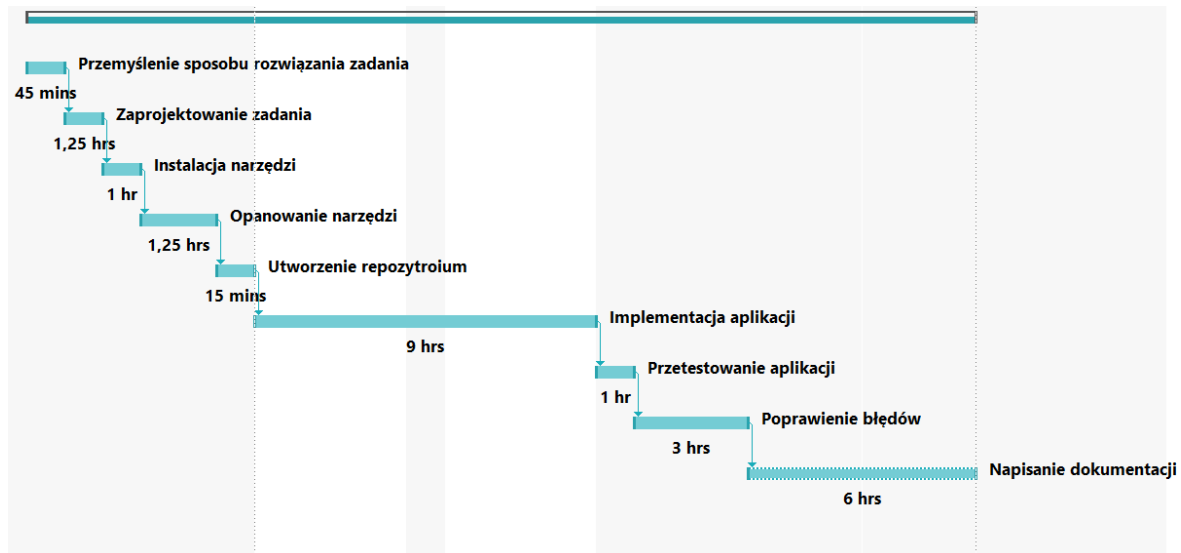 Przemyślenie sposobu rozwiązania zadania
45 mins
Zaprojektowanie zadania
1,25 hrs
Instalacja narzędzi
1 hr
Opanowanie narzędzi
1,25 hrs
Utworzenie repozytroium
15 mins
Implementacja aplikacji
9 hrs
Przetestowanie aplikacji
1 hr
Poprawienie błędów
3 hrs
Napisanie dokumentacji
6 hrs